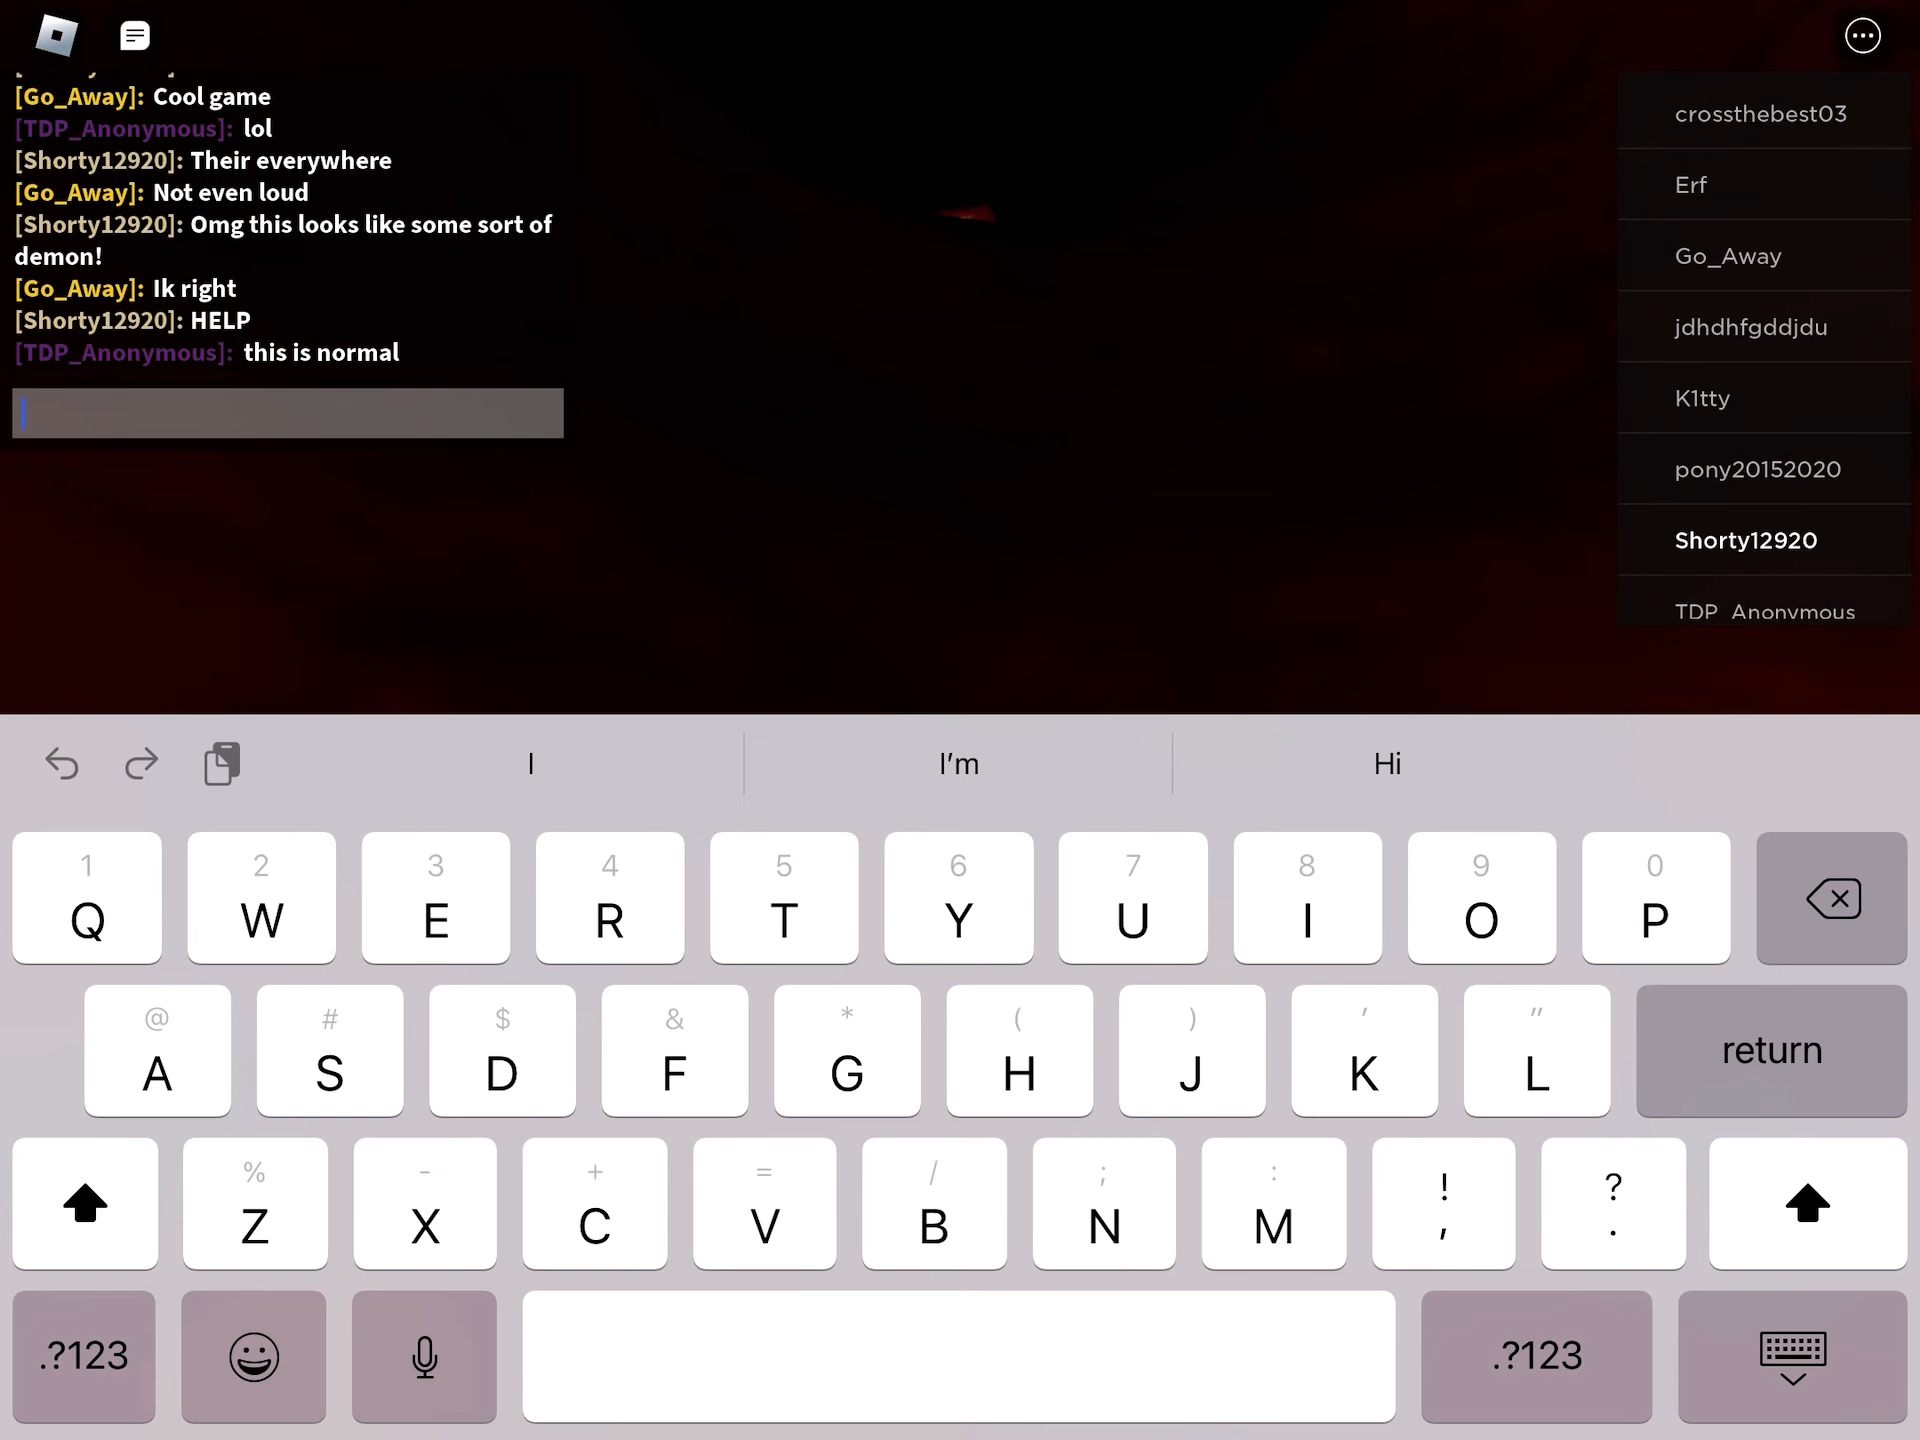 [Go_Away]: Cool game
[TDP_Anonymous]: lol
[Shorty12920]: Their everywhere
[Go_Away]: Not even loud
[Shorty12920]: Omg this looks like some sort of
demon!
[Go_Away]: Ik right
[Shorty12920]: HELP
[TDP_Anonymous]: this is normal
crossthebest03
Erf
Go_Away
jdhdhfgddjdu
K1tty
pony20152020
Shorty12920
TDP_Anonymous
I I'm Hi
1 2 3 4 5 6 7 8 9 0
Q W E R T Y U I O P
@ # $ & * ( ) ' "
A S D F G H J K L return
% - + = / ; : ! ?
Z X C V B N M , .
.?123 .?123